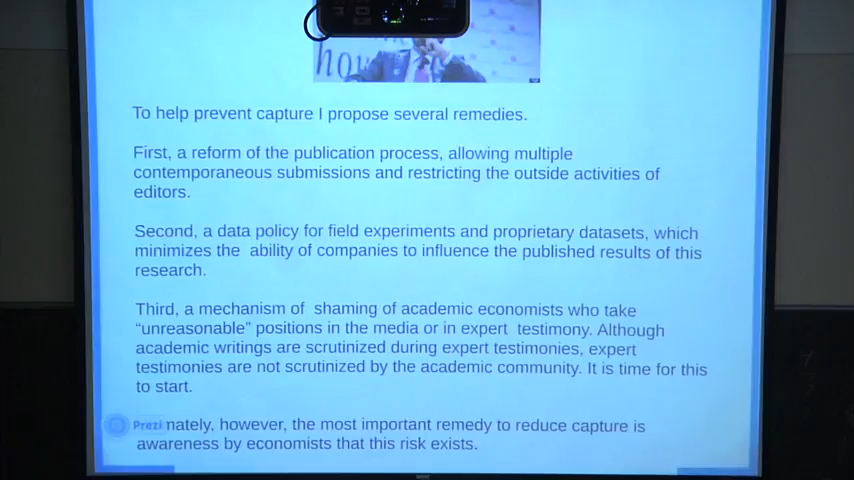 how
To help prevent capture I propose several remedies.
First, a reform of the publication process, allowing multiple
contemporaneous submissions and restricting the outside activities of
editors.
Second, a data policy for field experiments and proprietary datasets, which
minimizes the ability of companies to influence the published results of this
research.
Third, a mechanism of shaming of academic economists who take
“unreasonable” positions in the media or in expert testimony. Although
academic writings are scrutinized during expert testimonies, expert
testimonies are not scrutinized by the academic community. It is time for this
to start.
Prezi nately, however, the most important remedy to reduce capture is
awareness by economists that this risk exists.